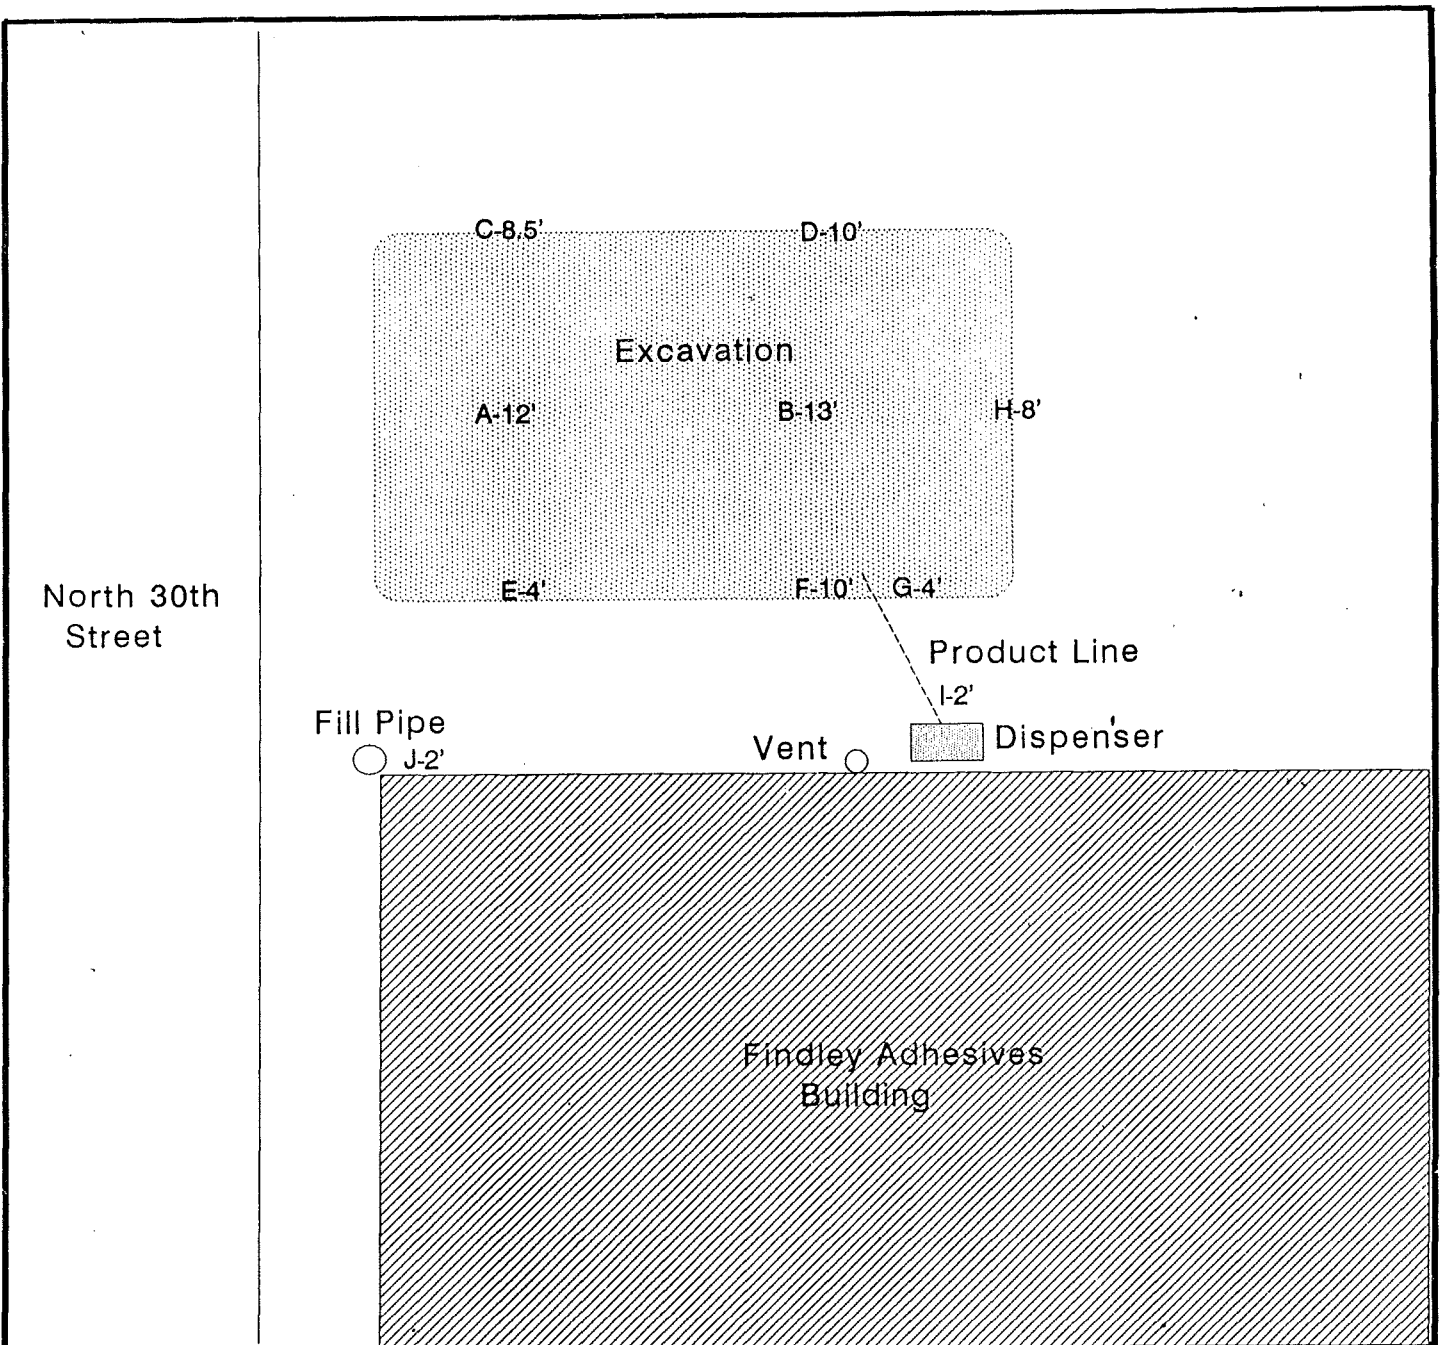 C-8.5' D-10'
Excavation
A-12' B-13' H-8'
E-4' F-10' G-4'
North 30th
Street
Product Line
I-2'
Fill Pipe
J-2'
Vent
Dispenser
Findley Adhesives
Building